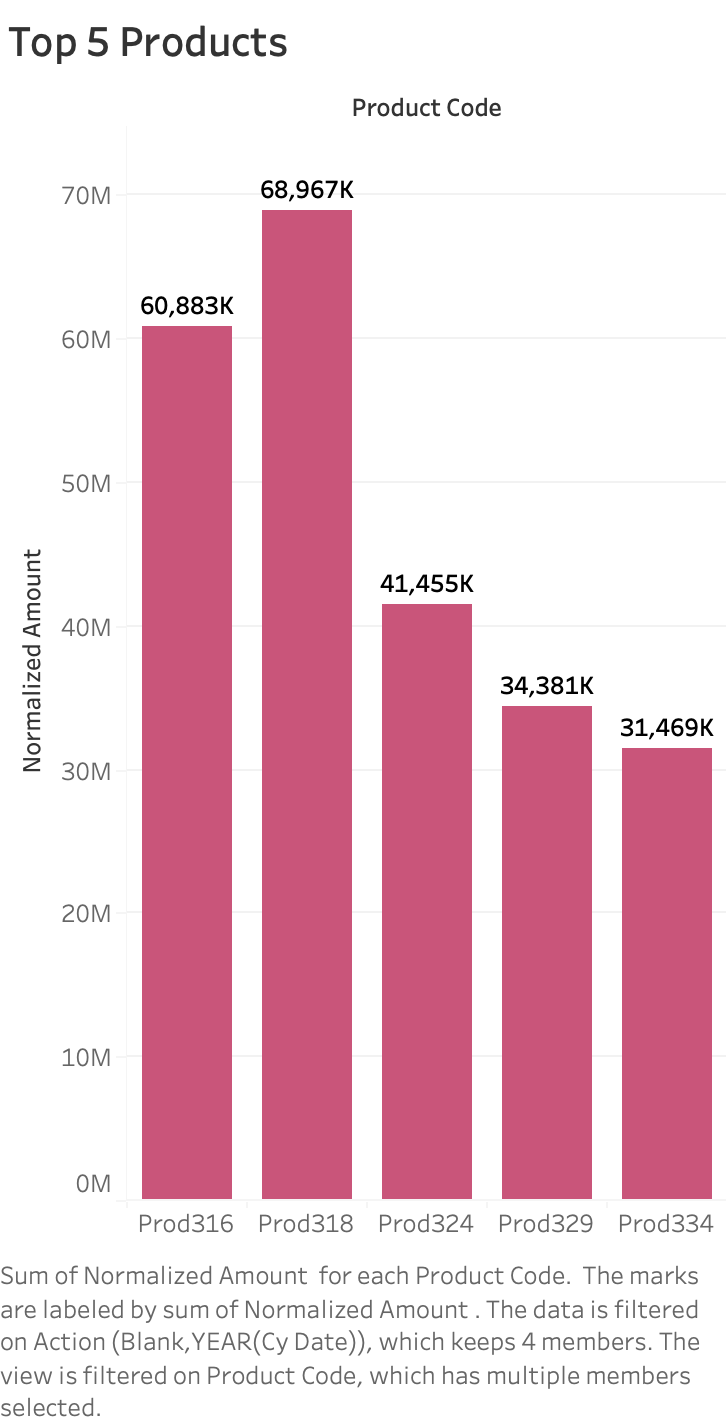 Top 5 Products
Product Code
70M
60M
50M
40M
30M
20M
10M
0M
Normalized Amount
60,883K
68,967K
41,455K
34,381K
31,469K
Prod316 Prod318 Prod324 Prod329 Prod334
Sum of Normalized Amount  for each Product Code.  The marks
are labeled by sum of Normalized Amount . The data is filtered
on Action (Blank,YEAR(Cy Date)), which keeps 4 members. The
view is filtered on Product Code, which has multiple members
selected.